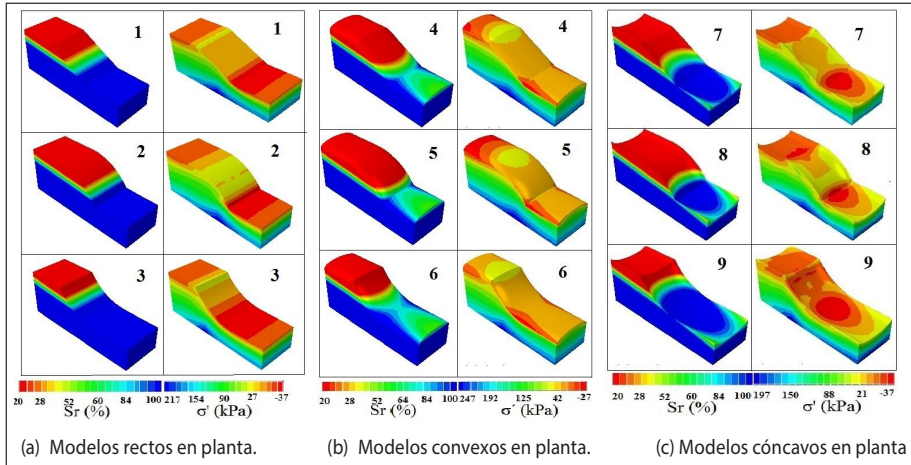 1 1 4 4 7 7
2 2 5 5 8 8
3 3 6 6 9 9
20 28 52 84 100 217 154 90 27 -37
Sr (%) σ' (kPa)
20 28 52 84 100 247 192 125 42 -27
Sr (%) σ' (kPa)
20 28 52 84 100 197 150 88 21 -37
Sr (%) σ' (kPa)
(a) Modelos rectos en planta.
(b) Modelos convexos en planta.
(c) Modelos cóncavos en planta